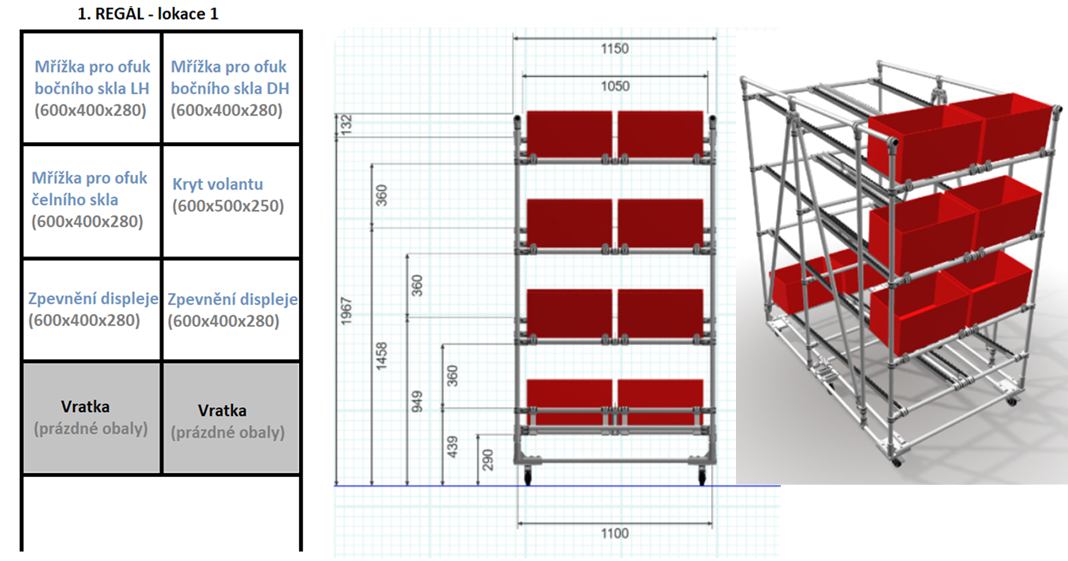 1. REGÁL - lokace 1
Mřížka pro ofuk
bočního skla LH
(600x400x280)
Mřížka pro ofuk
bočního skla DH
(600x400x280)
Mřížka pro ofuk
čelního skla
(600x400x280)
Kryt volantu
(600x500x250)
Zpevnění displeje
(600x400x280)
Zpevnění displeje
(600x400x280)
Vratka
(prázdné obaly)
Vratka
(prázdné obaly)
1150
1050
132
360
360
1967
1458
360
949
439
290
1100